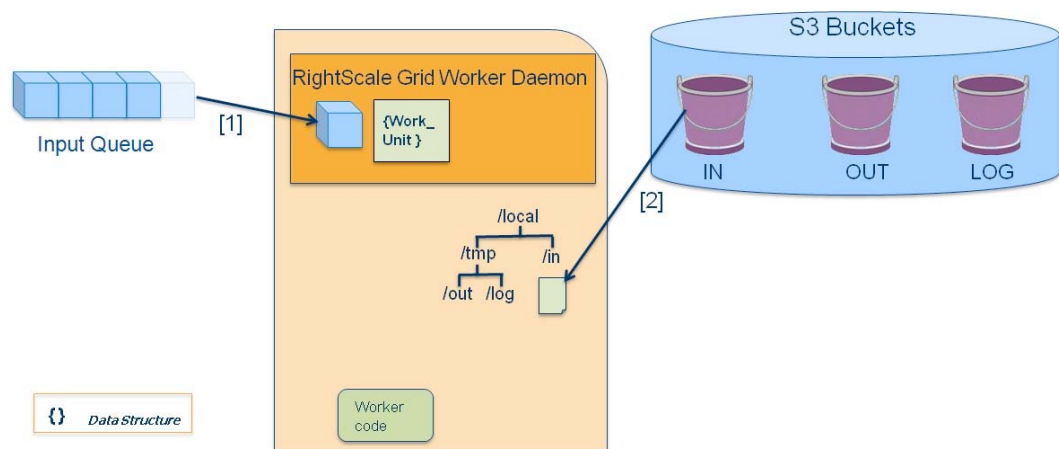 S3 Buckets
RightScale Grid Worker Daemon
{Work_
Unit }
[1]
Input Queue
IN
OUT
LOG
[2]
/local
/tmp
/in
/out
/log
Worker
code
{} Data Structure